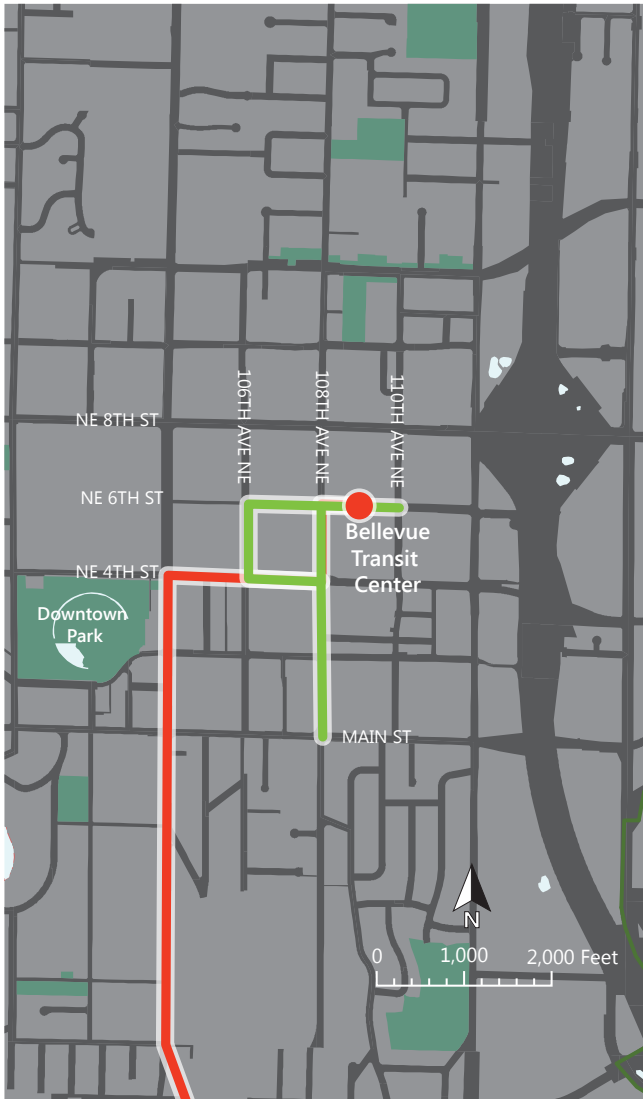 106TH AVE NE
108TH AVE NE
110TH AVE NE
NE 8TH ST
NE 6TH ST
Bellevue
Transit
Center
NE 4TH ST
Downtown
Park
MAIN ST
N
0 1,000 2,000 Feet